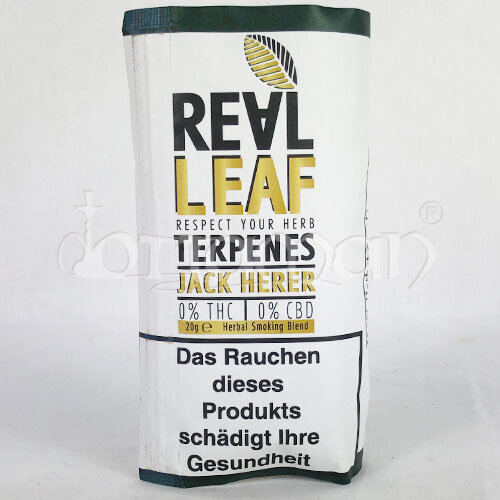 REAL
LEAF
RESPECT YOUR HERB
TERPENES
JACK HERER
0% THC | 0% CBD
20g e Herbal Smoking Blend
Das Rauchen
dieses
Produkts
schädigt Ihre
Gesundheit